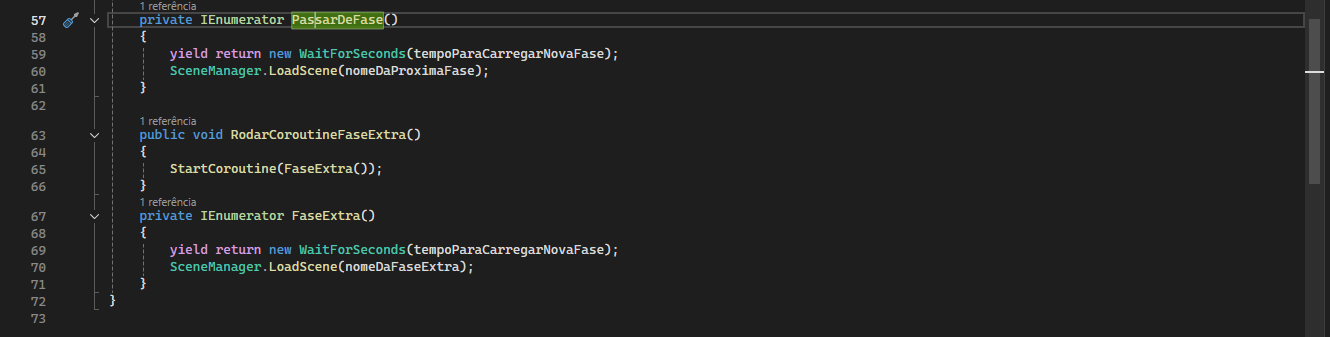 1 referência
57 private IEnumerator PassarDeFase()
58 {
59 yield return new WaitForSeconds(tempoParaCarregarNovaFase);
60 SceneManager.LoadScene(nomeDaProximaFase);
61 }
62
1 referência
63 public void RodarCoroutineFaseExtra()
64 {
65 StartCoroutine(FaseExtra());
66 }
1 referência
67 private IEnumerator FaseExtra()
68 {
69 yield return new WaitForSeconds(tempoParaCarregarNovaFase);
70 SceneManager.LoadScene(nomeDaFaseExtra);
71 }
72 }
73